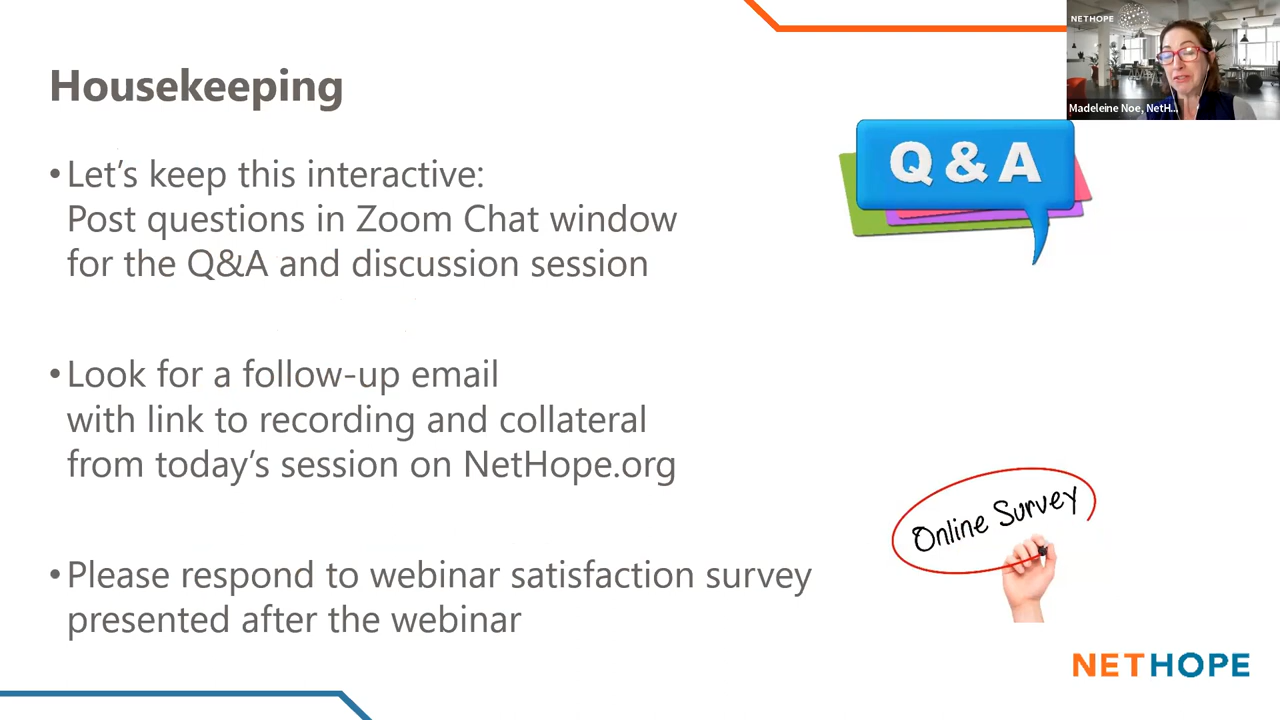 NETHOPE
Madeleine Noe, NetH...
Housekeeping
Q & A
•Let's keep this interactive:
Post questions in Zoom Chat window
for the Q&A and discussion session
•Look for a follow-up email
with link to recording and collateral
from today's session on NetHope.org
Online Survey
•Please respond to webinar satisfaction survey
presented after the webinar
NETHOPE